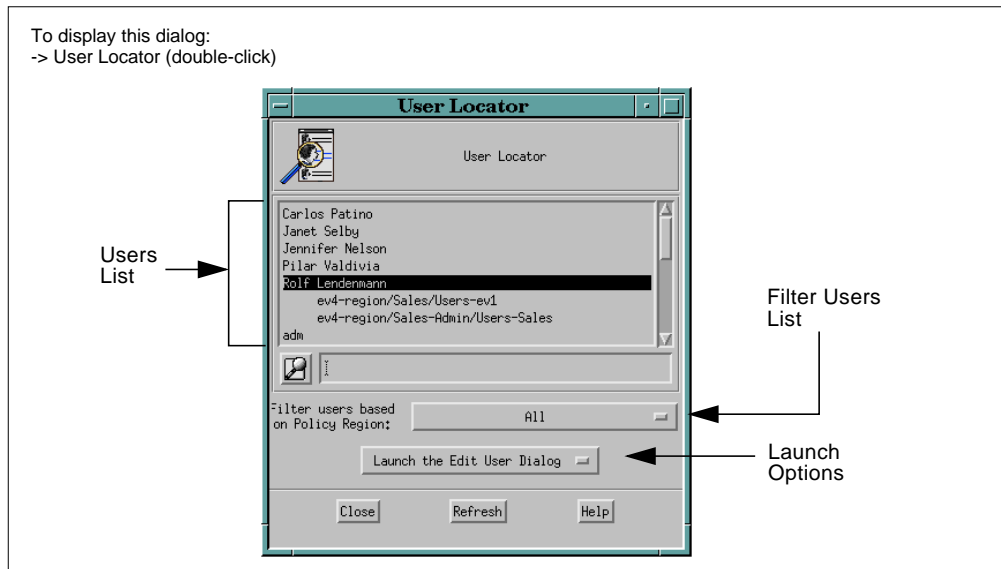 To display this dialog:
-> User Locator (double-click)
User Locator
User Locator
Users
List
Carlos Patino
Janet Selby
Jennifer Nelson
Pilar Valdivia
Rolf Lendenmann
ev4-region/Sales/Users-ev1
ev4-region/Sales-Admin/Users-Sales
adm
Filter Users
List
Filter users based
on Policy Region:
All
Launch the Edit User Dialog
Launch
Options
Close
Refresh
Help